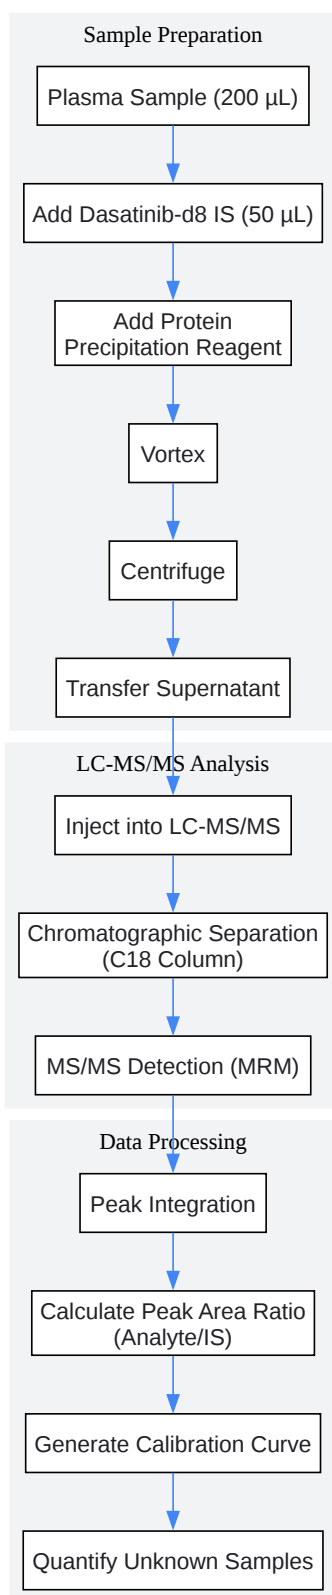 Sample Preparation
Plasma Sample (200 µL)
Add Dasatinib-d8 IS (50 µL)
Add Protein
Precipitation Reagent
Vortex
Centrifuge
Transfer Supernatant
LC-MS/MS Analysis
Inject into LC-MS/MS
Chromatographic Separation
(C18 Column)
MS/MS Detection (MRM)
Data Processing
Peak Integration
Calculate Peak Area Ratio
(Analyte/IS)
Generate Calibration Curve
Quantify Unknown Samples